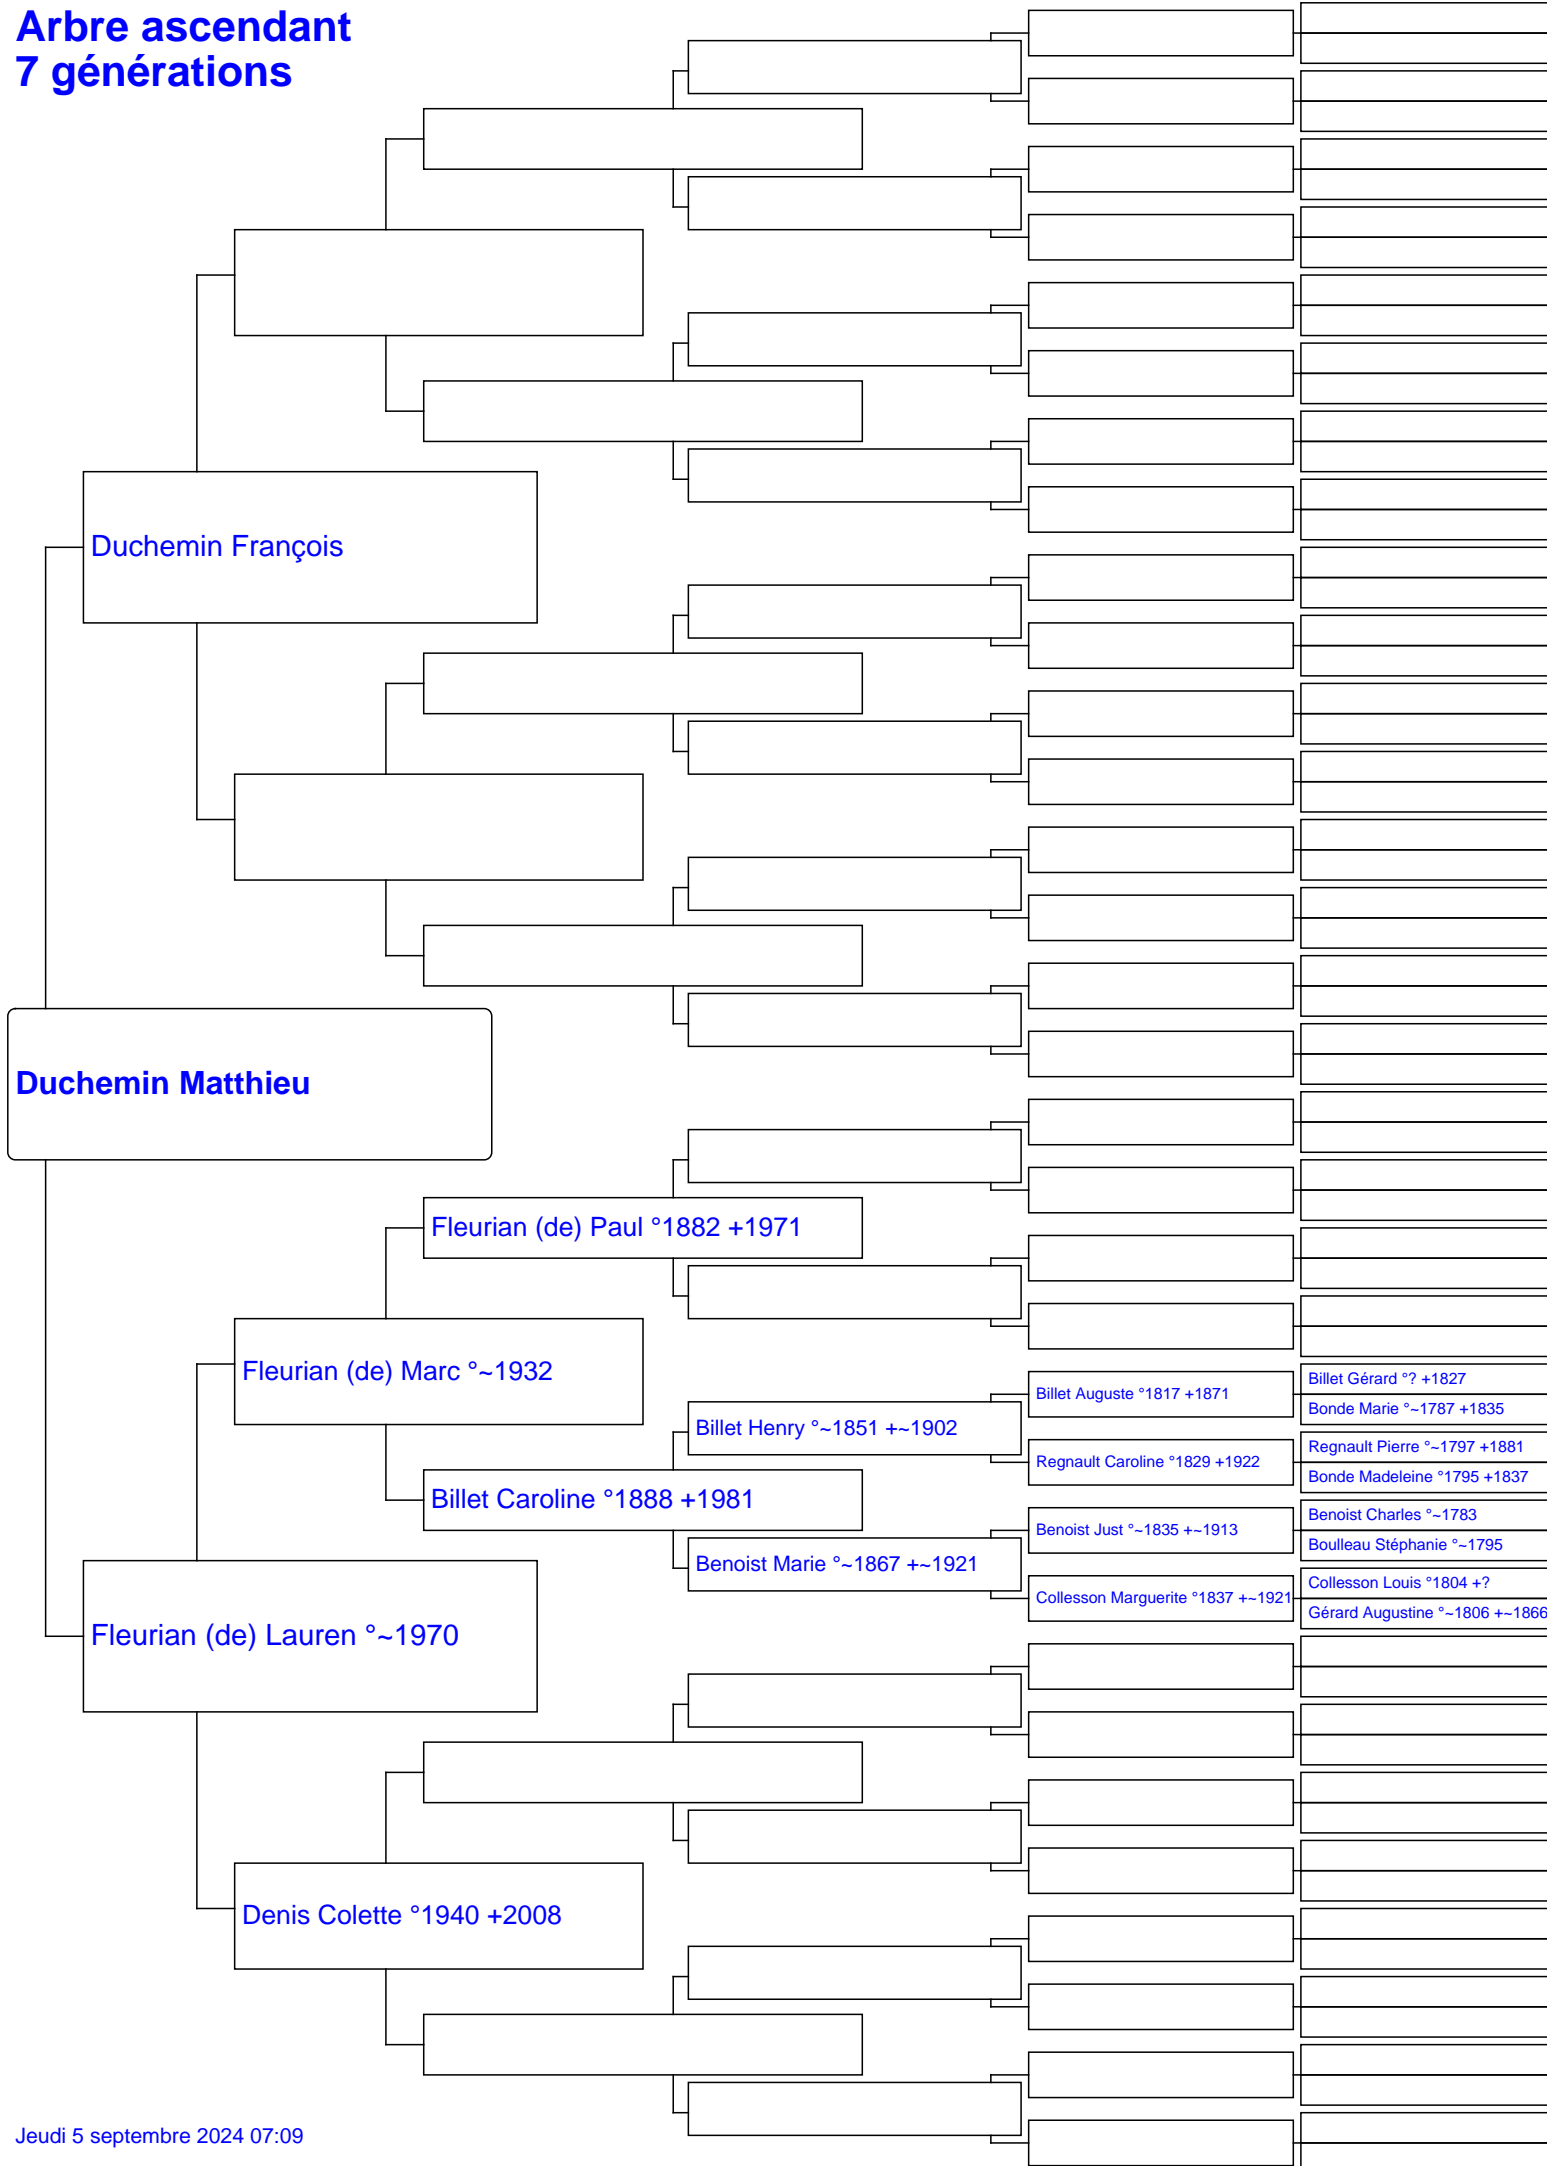 Arbre ascendant
7 générations
Duchemin François
Duchemin Matthieu
Fleurian (de) Paul °1882 +1971
Fleurian (de) Marc °~1932
Billet Auguste °1817 +1871
Billet Gérard °? +1827
Bonde Marie °~1787 +1835
Billet Henry °~1851 +~1902
Regnault Caroline °1829 +1922
Regnault Pierre °~1797 +1881
Bonde Madeleine °1795 +1837
Billet Caroline °1888 +1981
Benoist Just °~1835 +~1913
Benoist Charles °~1783
Boulleau Stéphanie °~1795
Benoist Marie °~1867 +~1921
Collesson Marguerite °1837 +~1921
Collesson Louis °1804 +?
Gérard Augustine °~1806 +~1866
Fleurian (de) Lauren °~1970
Denis Colette °1940 +2008
Jeudi 5 septembre 2024 07:09